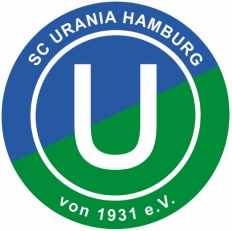 SC URANIA HAMBURG
U
von 1931 e.V.